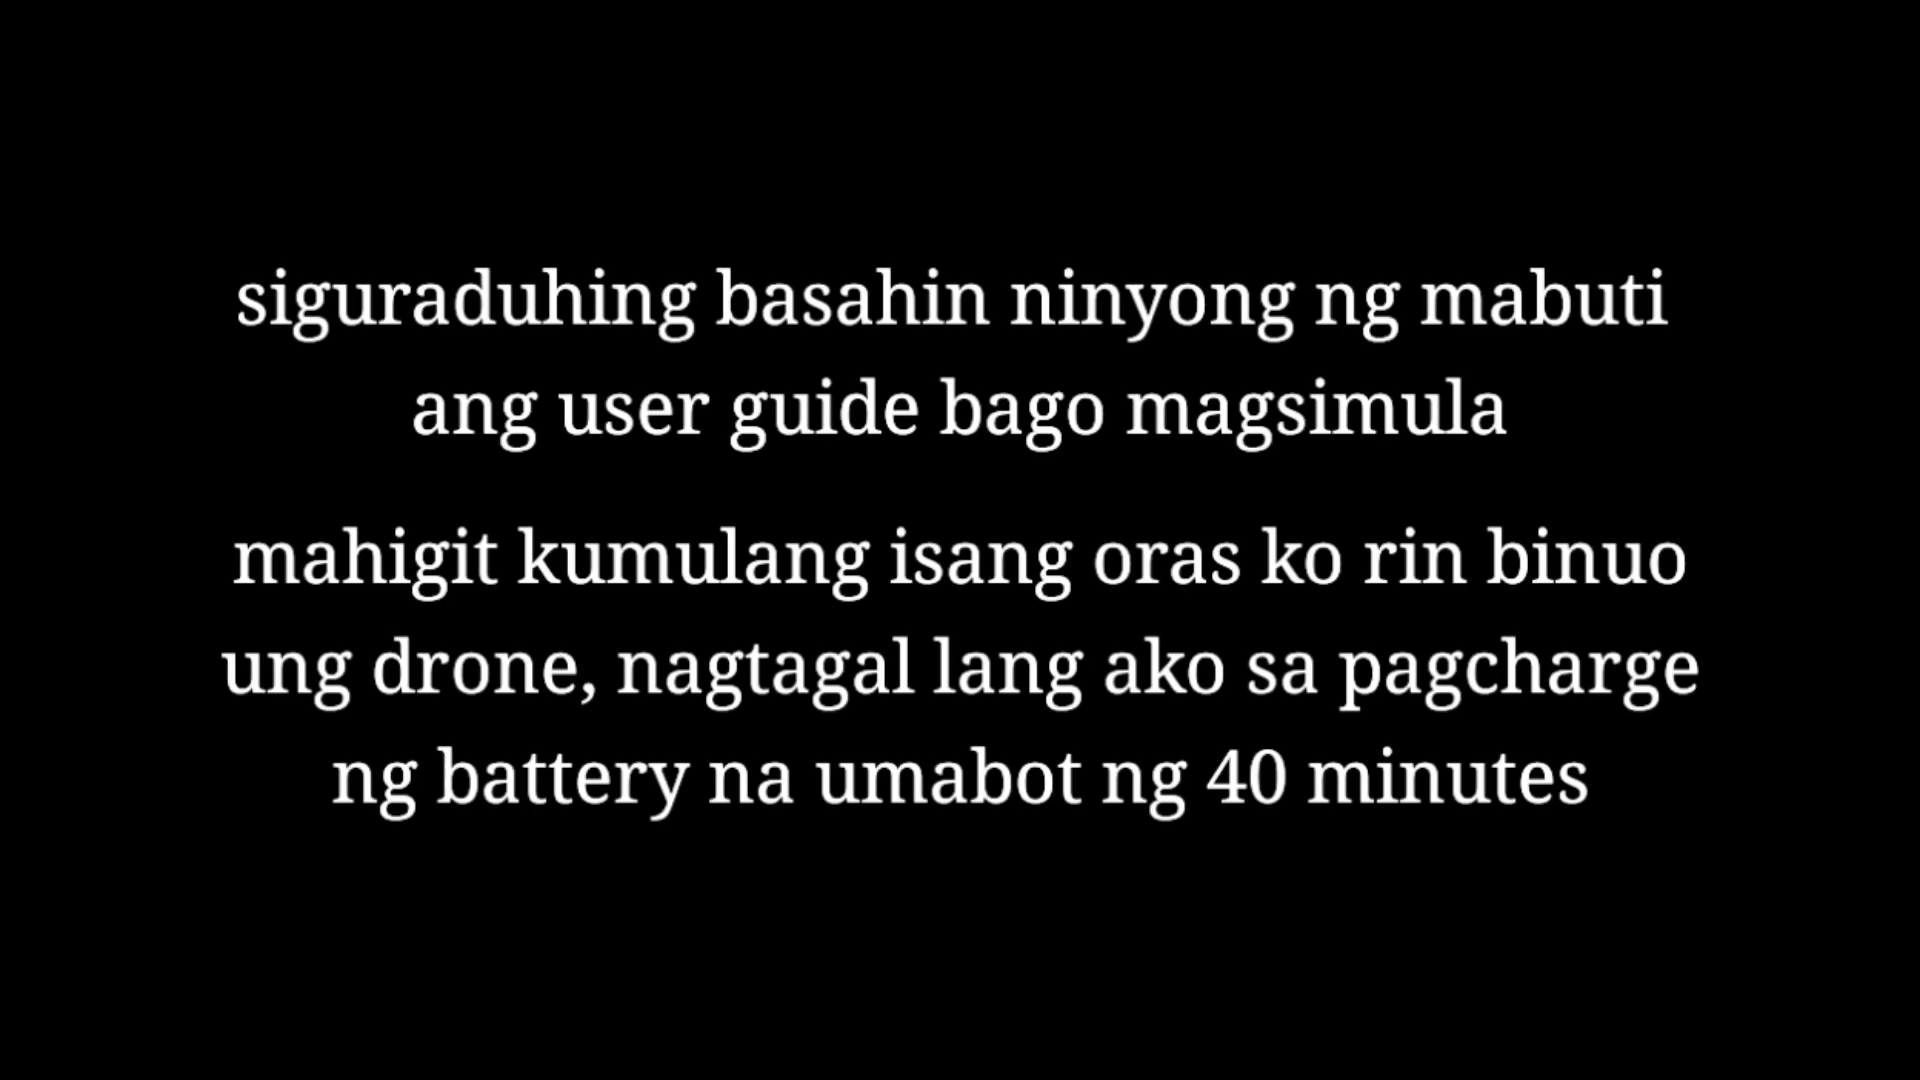 siguraduhing basahin ninyong ng mabuti
ang user guide bago magsimula
mahigit kumulang isang oras ko rin binuo
ung drone, nagtagal lang ako sa pagcharge
ng battery na umabot ng 40 minutes